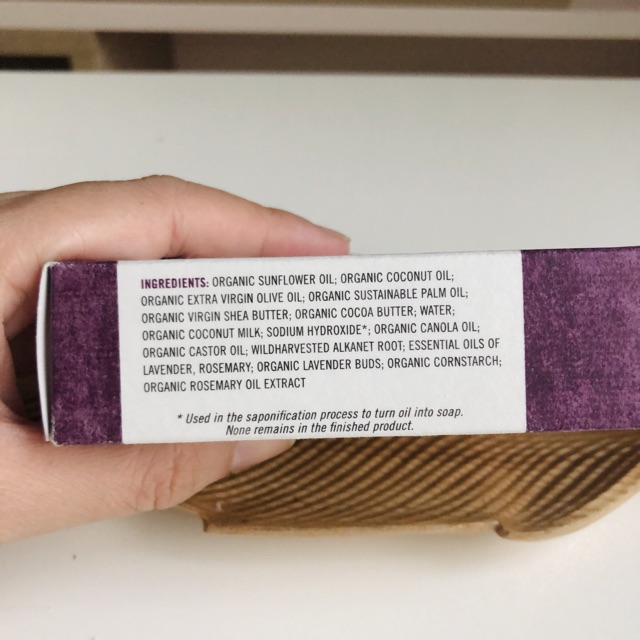 INGREDIENTS: ORGANIC SUNFLOWER OIL; ORGANIC COCONUT OIL;
ORGANIC EXTRA VIRGIN OLIVE OIL; ORGANIC SUSTAINABLE PALM OIL;
ORGANIC VIRGIN SHEA BUTTER; ORGANIC COCOA BUTTER; WATER;
ORGANIC COCONUT MILK; SODIUM HYDROXIDE*; ORGANIC CANOLA OIL;
ORGANIC CASTOR OIL; WILDHARVESTED ALKANET ROOT; ESSENTIAL OILS OF
LAVENDER, ROSEMARY; ORGANIC LAVENDER BUDS; ORGANIC CORNSTARCH;
ORGANIC ROSEMARY OIL EXTRACT
* Used in the saponification process to turn oil into soap.
None remains in the finished product.